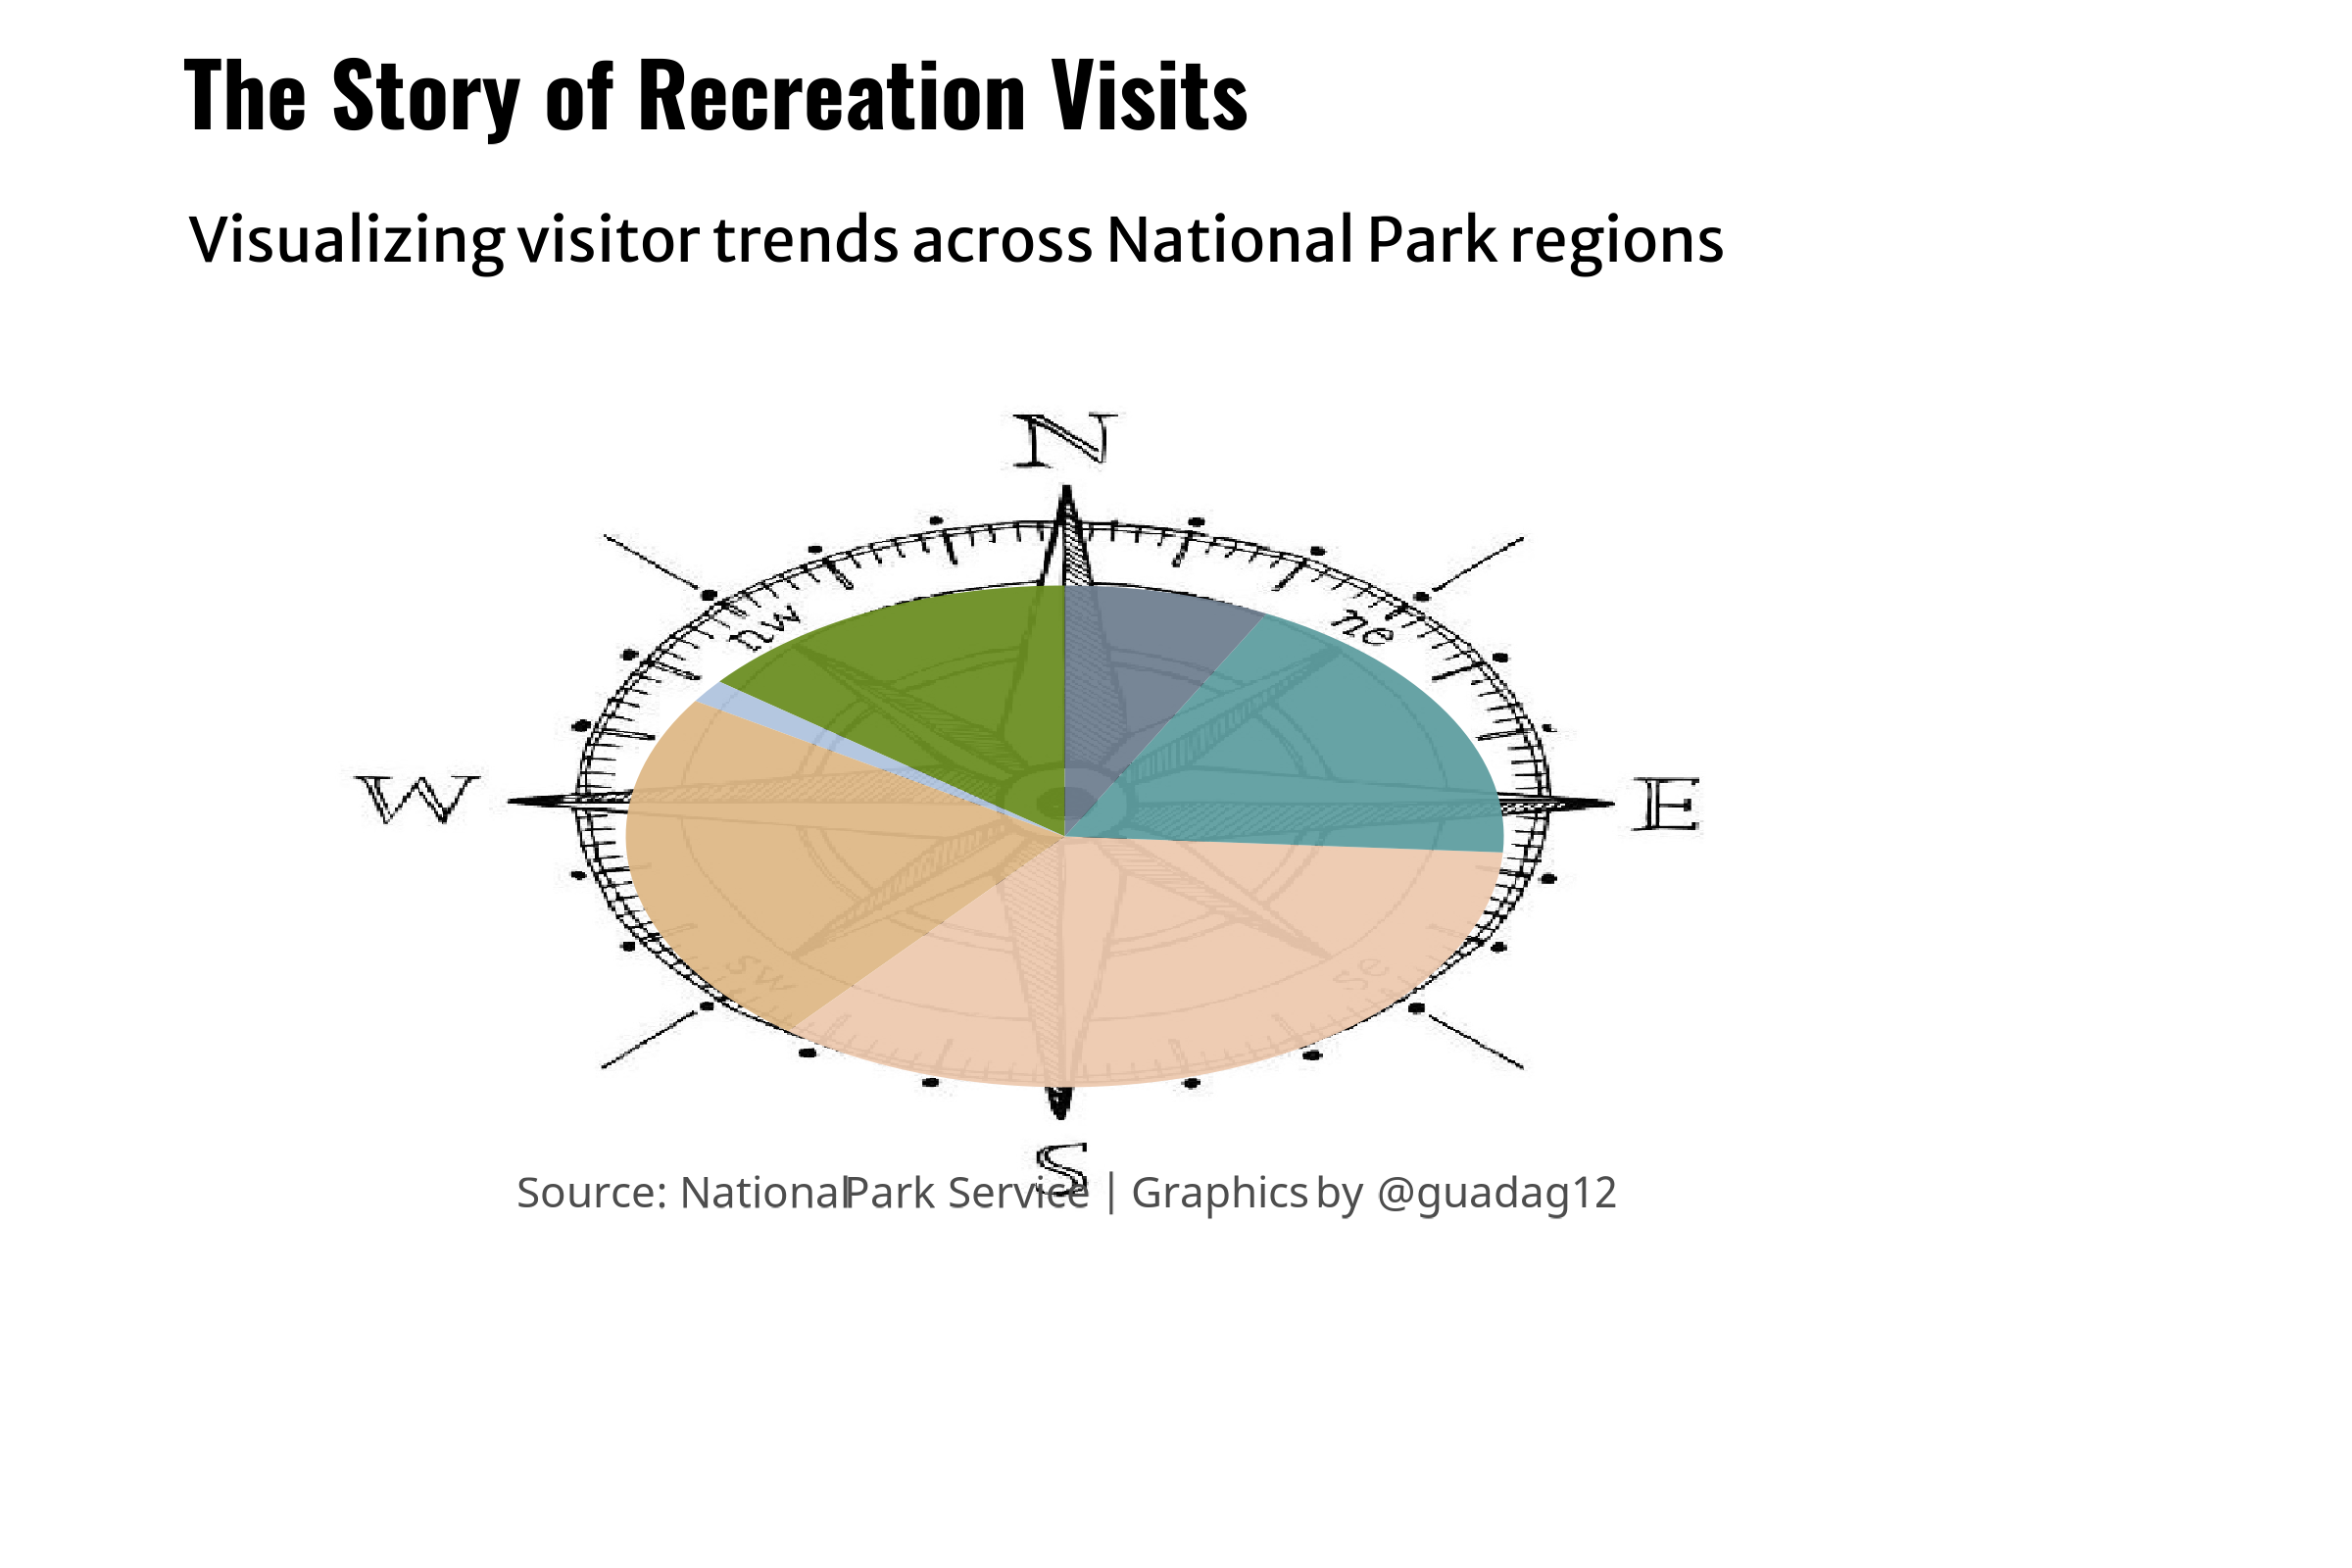 The Story of Recreation Visits
Visualizing visitor trends across National Park regions
N
nw
ne
W
E
sw
se
S
Source: National Park Service | Graphics by @guadag12